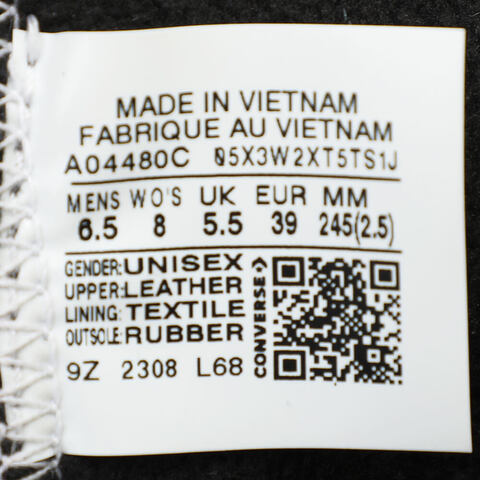 MADE IN VIETNAM
FABRIQUE AU VIETNAM
A04480C 05X3W2XT5TS1J
MENS WO'S UK EUR MM
6.5 8 5.5 39 245(2.5)
GENDER:UNISEX
UPPER:LEATHER
LINING:TEXTILE
OUTSOLE:RUBBER
CONVERSE
9Z 2308 L68